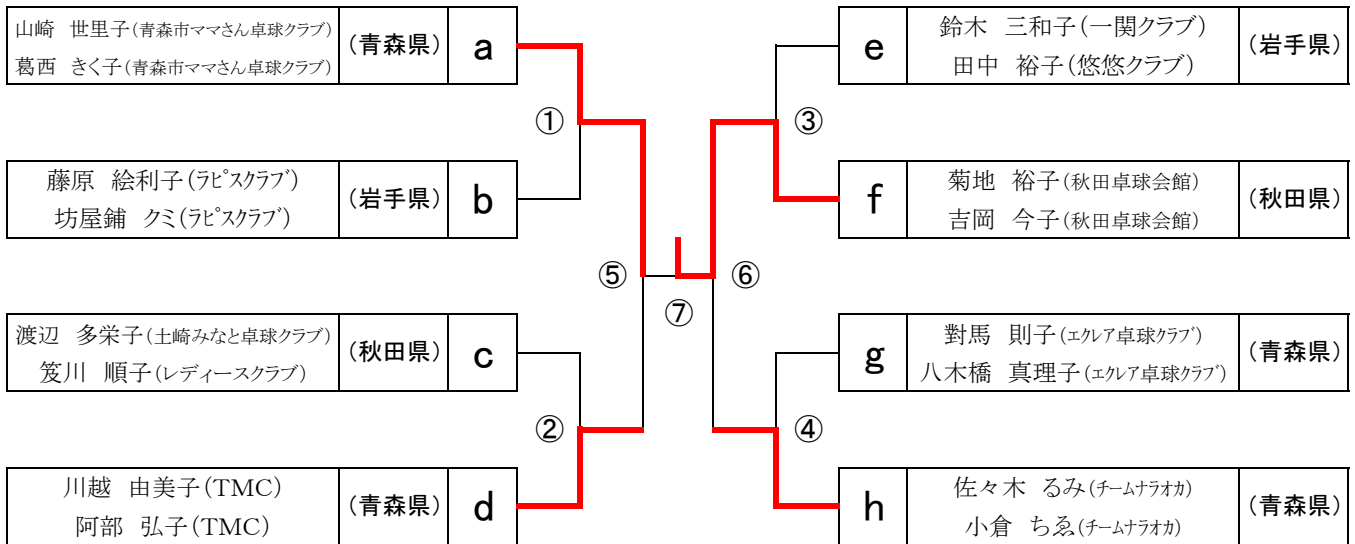 山崎 世里子(青森市ママさん卓球クラブ)
葛西 きく子(青森市ママさん卓球クラブ)
(青森県)
a
①
藤原 絵利子(ラピスクラブ)
坊屋鋪 クミ(ラピスクラブ)
(岩手県)
b
渡辺 多栄子(土崎みなと卓球クラブ)
笈川 順子(レディースクラブ)
(秋田県)
c
②
川越 由美子(TMC)
阿部 弘子(TMC)
(青森県)
d
⑤
⑦
⑥
e
鈴木 三和子(一関クラブ)
田中 裕子(悠悠クラブ)
(岩手県)
③
f
菊地 裕子(秋田卓球会館)
吉岡 今子(秋田卓球会館)
(秋田県)
g
對馬 則子(エクレア卓球クラブ)
八木橋 真理子(エクレア卓球クラブ)
(青森県)
④
h
佐々木 るみ(チームナラオカ)
小倉 ちゑ(チームナラオカ)
(青森県)